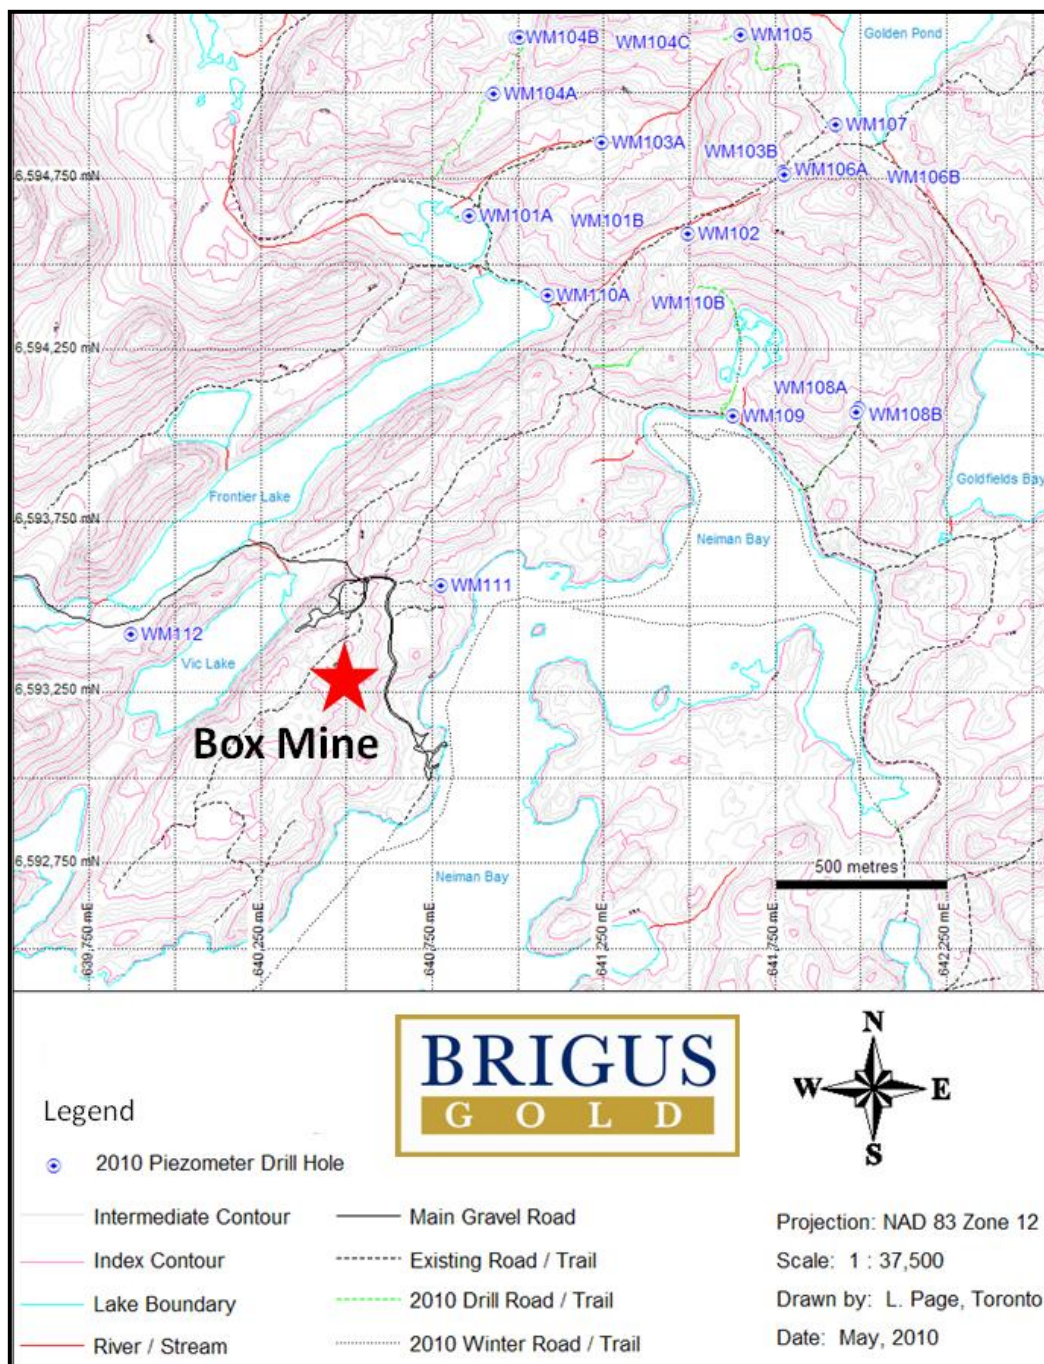 WM104B WM104C WM105 Golden Pond
WM104A
WM107
WM103A WM103B
6,594,750 mN WM106A WM106B
WM101A WM101B
WM102
WM110A WM110B
6,594,250 mN
WM108A
WM109 WM108B
Frontier Lake Goldfields Bay
6,593,750 mN
Neiman Bay
WM111
WM112
Vic Lake
6,593,250 mN
Box Mine
6,592,750 mN
Neiman Bay
500 metres
639,750 mE 640,250 mE 640,750 mE 641,250 mE 641,750 mE 642,250 mE
BRIGUS
GOLD
N
W E
S
Legend
2010 Piezometer Drill Hole
Intermediate Contour
Index Contour
Lake Boundary
River / Stream
Main Gravel Road
Existing Road / Trail
2010 Drill Road / Trail
2010 Winter Road / Trail
Projection: NAD 83 Zone 12
Scale: 1 : 37,500
Drawn by: L. Page, Toronto
Date: May, 2010